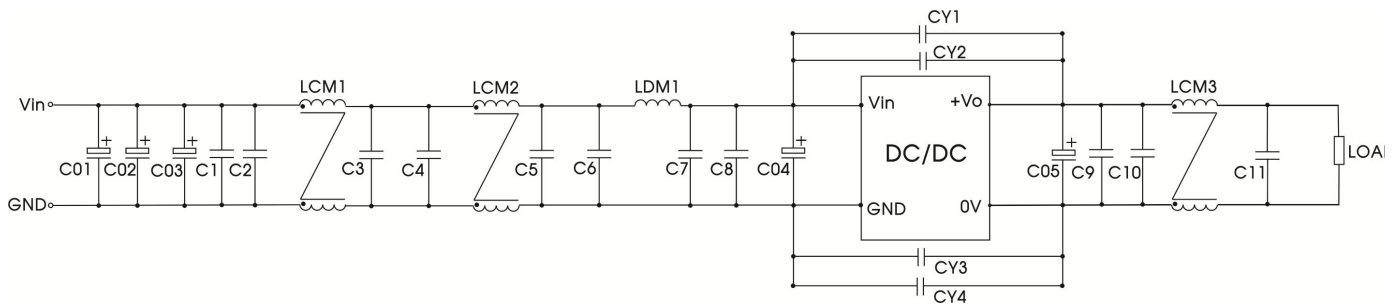 CY1
CY2
LCM1
LCM2
LDM1
LCM3
Vin
Vin
+Vo
C01
C02
C03
C1
C2
C3
C4
C5
C6
C7
C8
C04
DC/DC
C05
C9
C10
C11
LOAI
GND
GND
0V
CY3
CY4